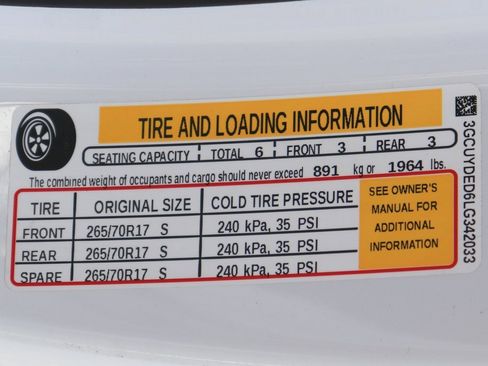 TIRE AND LOADING INFORMATION
SEATING CAPACITY TOTAL 6 FRONT 3 REAR 3
The combined weight of occupants and cargo should never exceed 891 kg or 1964 lbs.
TIRE ORIGINAL SIZE COLD TIRE PRESSURE
FRONT 265/70R17 S 240 kPa, 35 PSI
REAR 265/70R17 S 240 kPa, 35 PSI
SPARE 265/70R17 S 240 kPa, 35 PSI
SEE OWNER'S
MANUAL FOR
ADDITIONAL
INFORMATION
3GCUYDED6LG342033